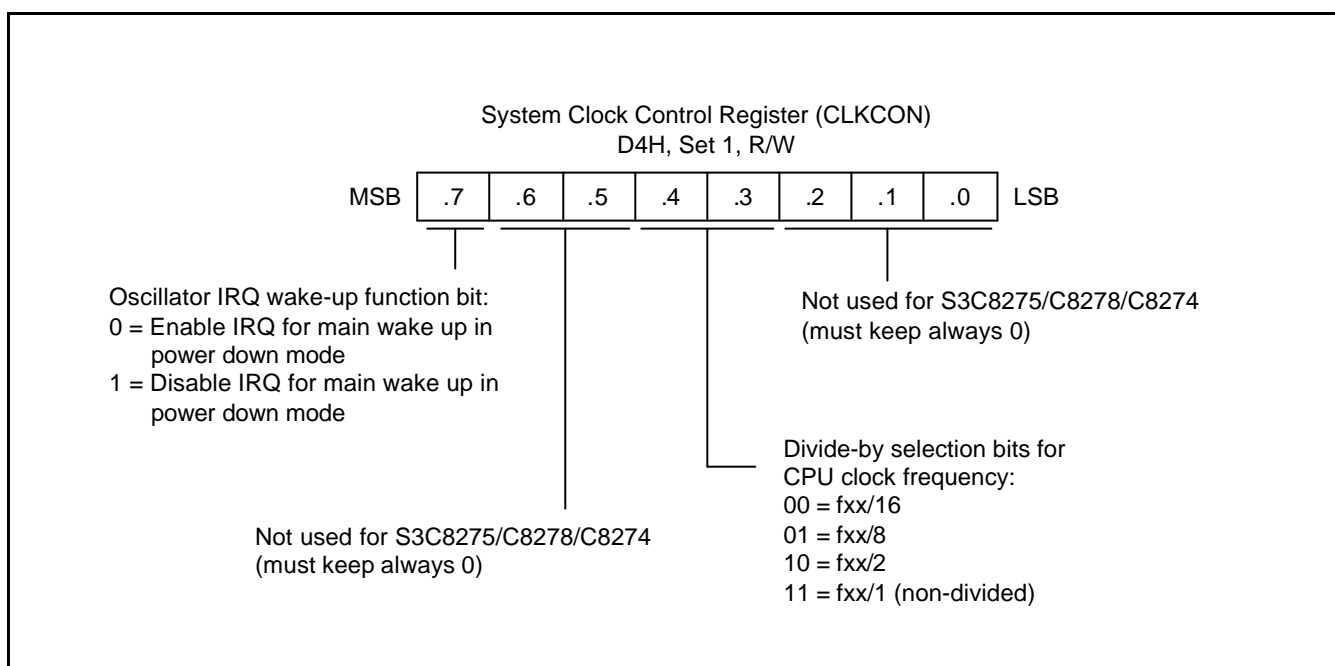 System Clock Control Register (CLKCON)
D4H, Set 1, R/W
MSB .7 .6 .5 .4 .3 .2 .1 .0 LSB
Oscillator IRQ wake-up function bit:
0 = Enable IRQ for main wake up in
power down mode
1 = Disable IRQ for main wake up in
power down mode
Not used for S3C8275/C8278/C8274
(must keep always 0)
Divide-by selection bits for
CPU clock frequency:
00 = fxx/16
01 = fxx/8
10 = fxx/2
11 = fxx/1 (non-divided)
Not used for S3C8275/C8278/C8274
(must keep always 0)